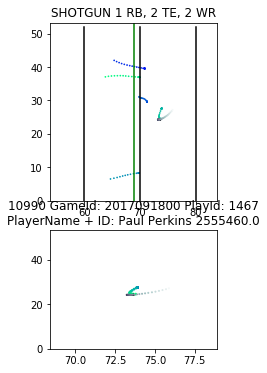 SHOTGUN 1 RB, 2 TE, 2 WR
50
40
30
20
10
0
60 70 80
10990 GameId: 2017091800 PlayId: 1467
PlayerName + ID: Paul Perkins 2555460.0
40
20
0
70.0 72.5 75.0 77.5